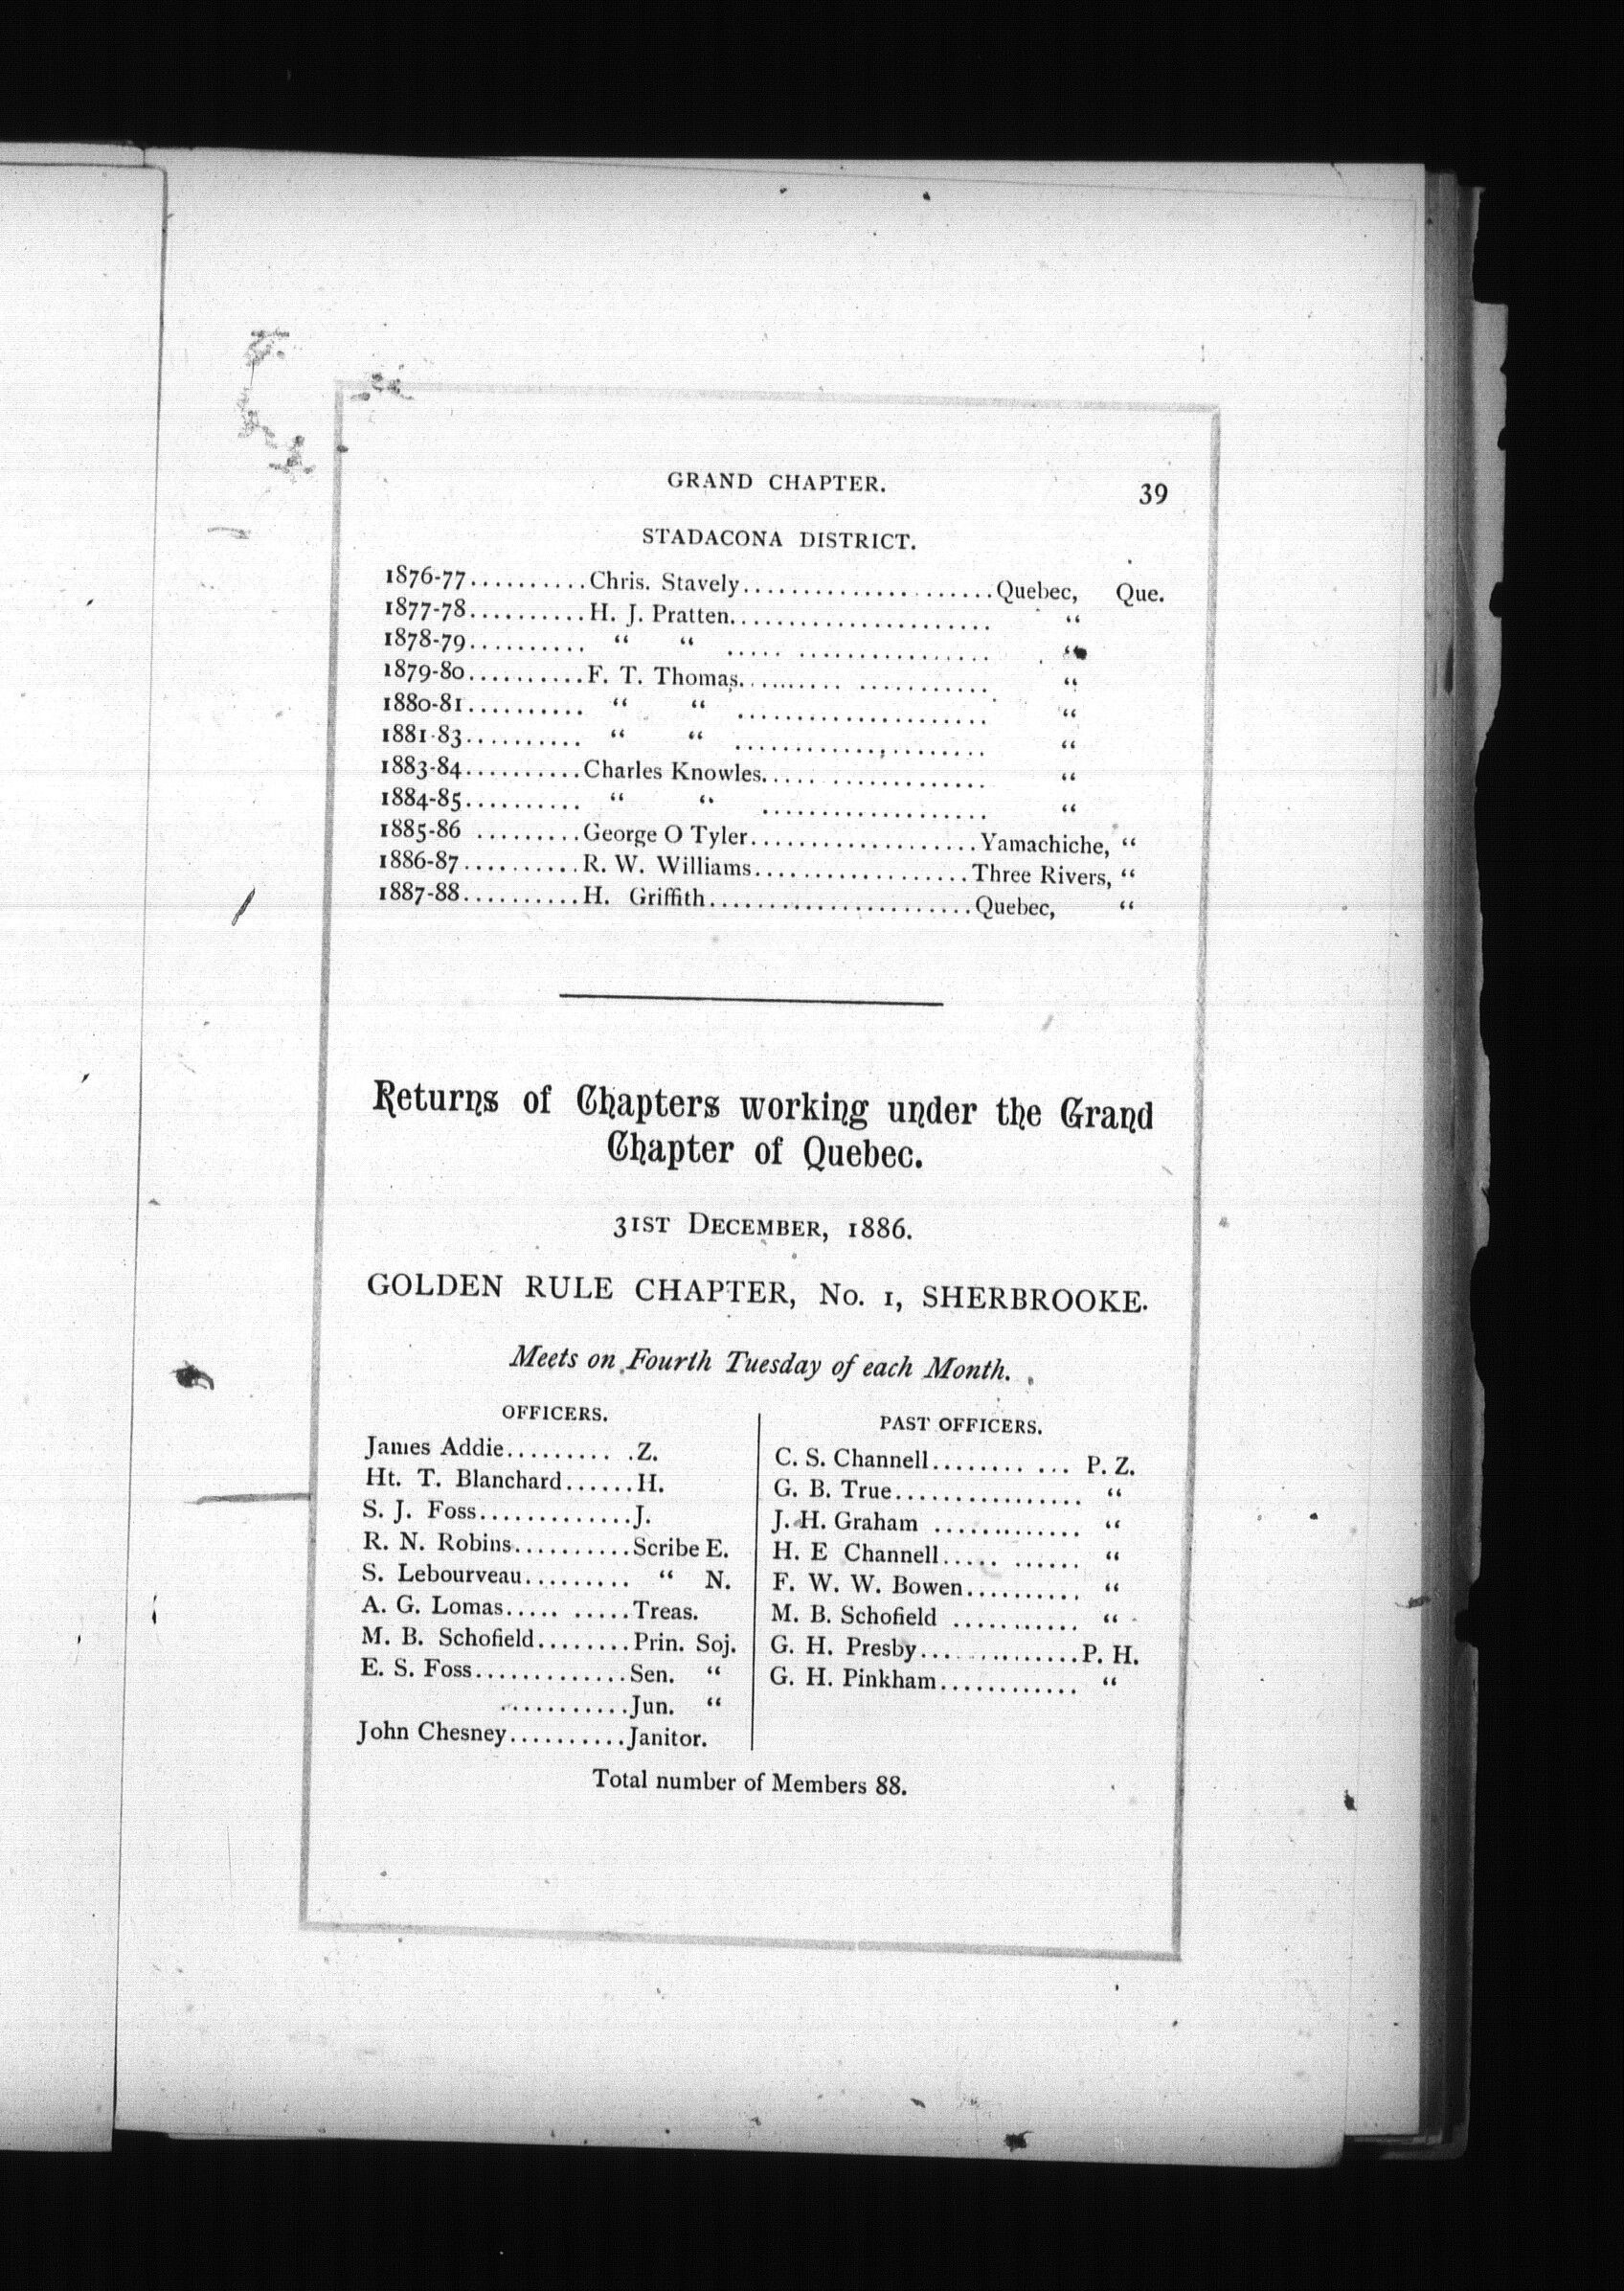 GRAND CHAPTER. 39
STADACONA DISTRICT.
1876-77..........Chris. Stavely.....................Quebec, Que.
1877-78..........H. J. Pratten...................... “
1878-79.......... “ “ ..... ................ “
1879-80..........F. T. Thomas......... ........... “
1880-81.......... “ “ ..................... “
1881-83.......... “ “ ..................... “
1883-84..........Charles Knowles..... ............. “
1884-85.......... “ “ ................... “
1885-86 .........George O Tyler...................Yamachiche, “
1886-87..........R. W. Williams..................Three Rivers, “
1887-88..........H. Griffith......................Quebec, “
Returns of Chapters working under the Grand
Chapter of Quebec.
31ST DECEMBER, 1886.
GOLDEN RULE CHAPTER, No. 1, SHERBROOKE.
Meets on Fourth Tuesday of each Month.
OFFICERS.
James Addie......... .Z.
Ht. T. Blanchard......H.
S. J. Foss.............J.
R. N. Robins..........Scribe E.
S. Lebourveau......... “ N.
A. G. Lomas..... .....Treas.
M. B. Schofield........Prin. Soj.
E. S. Foss.............Sen. “
...........Jun. “
John Chesney..........Janitor.
PAST OFFICERS.
C. S. Channell........ ... P. Z.
G. B. True................ “
J. H. Graham ............. “
H. E Channell..... ...... “
F. W. W. Bowen.......... “
M. B. Schofield ........... “
G. H. Presby..............P. H.
G. H. Pinkham............ “
Total number of Members 88.